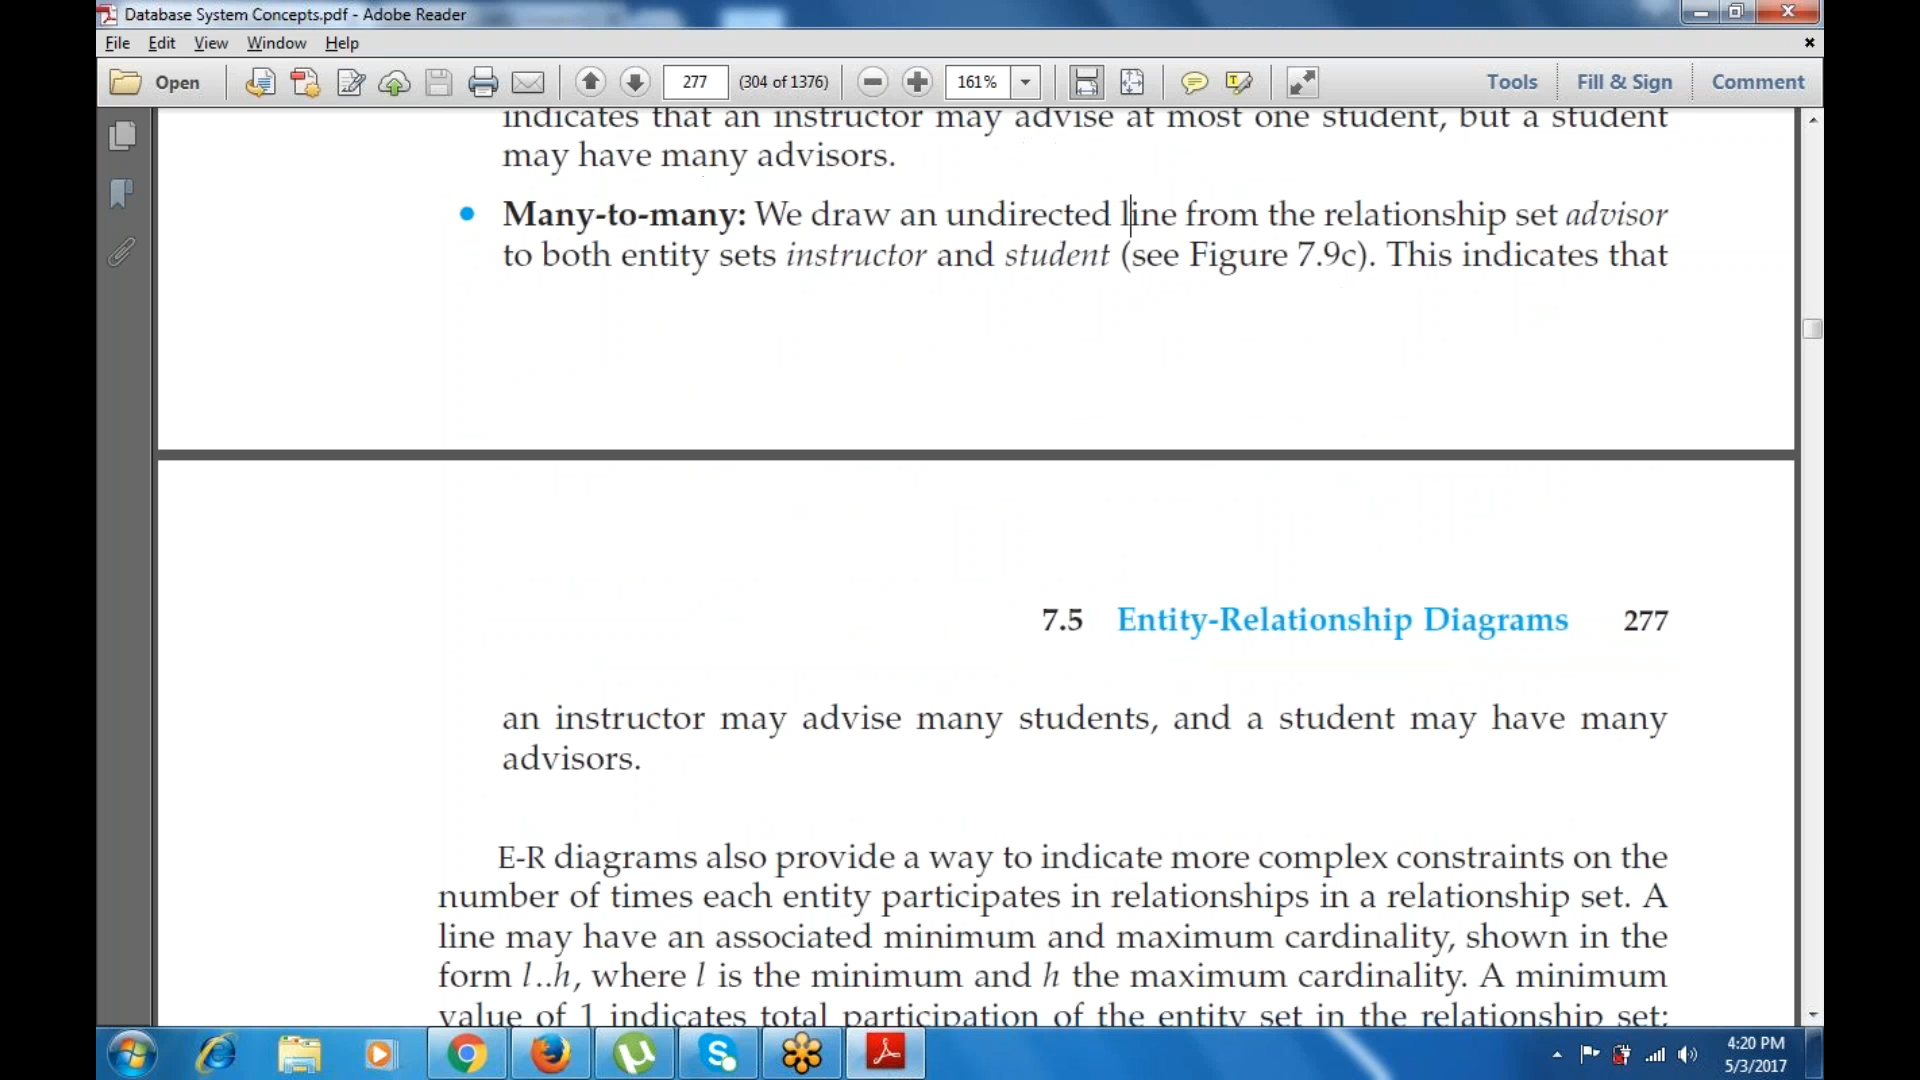 Database System Concepts.pdf - Adobe Reader
File Edit View Window Help
Open 277 (304 of 1376) 161% Tools Fill & Sign Comment
indicates that an instructor may advise at most one student, but a student
may have many advisors.
• Many-to-many: We draw an undirected line from the relationship set advisor
to both entity sets instructor and student (see Figure 7.9c). This indicates that
7.5 Entity-Relationship Diagrams 277
an instructor may advise many students, and a student may have many
advisors.
E-R diagrams also provide a way to indicate more complex constraints on the
number of times each entity participates in relationships in a relationship set. A
line may have an associated minimum and maximum cardinality, shown in the
form l..h, where l is the minimum and h the maximum cardinality. A minimum
value of 1 indicates total participation of the entity set in the relationship set;
4:20 PM
5/3/2017